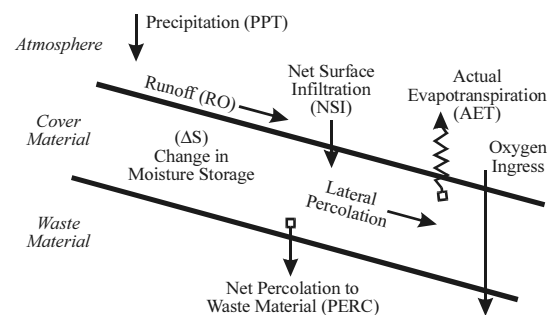 Precipitation (PPT)
Atmosphere
Runoff (RO)
Net Surface
Infiltration
(NSI)
Actual
Evapotranspiration
(AET)
Cover
Material
(ΔS)
Change in
Moisture Storage
Oxygen
Ingress
Lateral
Percolation
Waste
Material
Net Percolation to
Waste Material (PERC)